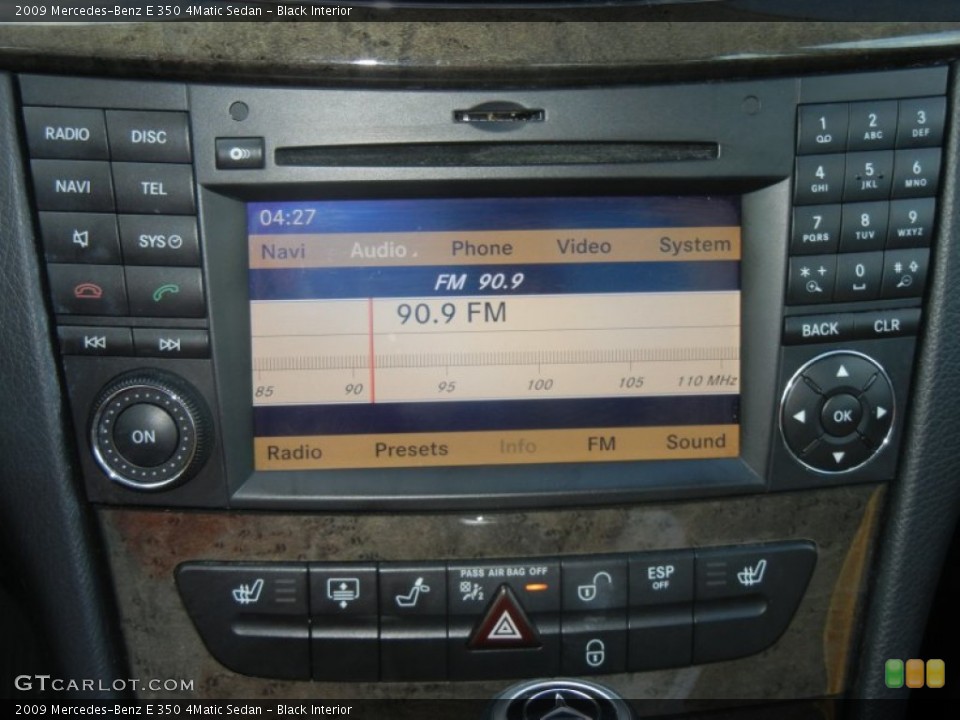 2009 Mercedes-Benz E 350 4Matic Sedan - Black Interior
RADIO DISC
NAVI TEL
SYS
ON
04:27
Navi Audio . Phone Video System
FM 90.9
90.9 FM
85 90 95 100 105 110 MHz
Radio Presets Info FM Sound
1 2 ABC 3 DEF
4 GHI 5 JKL 6 MNO
7 PQRS 8 TUV 9 WXYZ
* + 0 #
BACK CLR
OK
PASS AIR BAG OFF
2
ESP OFF
GTCARLOT.COM
2009 Mercedes-Benz E 350 4Matic Sedan - Black Interior